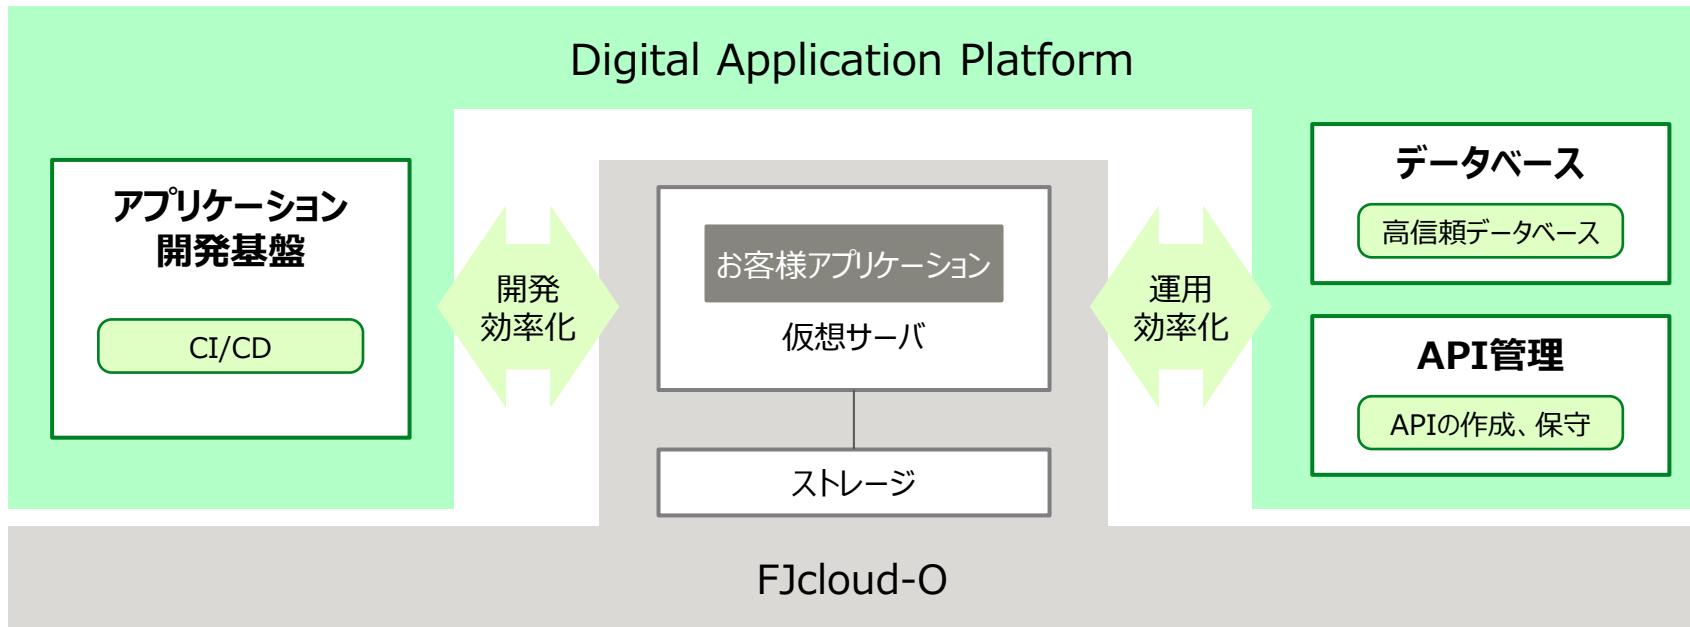 Digital Application Platform
アプリケーション
開発基盤
CI/CD
開発
効率化
お客様アプリケーション
仮想サーバ
ストレージ
運用
効率化
データベース
高信頼データベース
API管理
APIの作成、保守
FJcloud-O